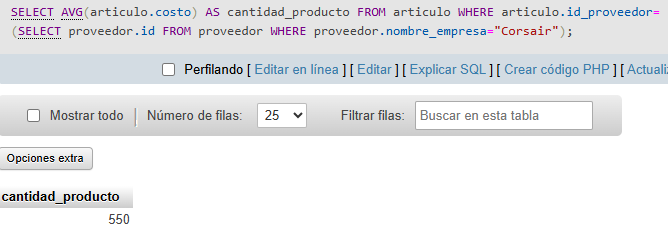 SELECT AVG(articulo.costo) AS cantidad_producto FROM articulo WHERE articulo.id_proveedor=
(SELECT proveedor.id FROM proveedor WHERE proveedor.nombre_empresa="Corsair");
Perfilando [ Editar en línea ] [ Editar ] [ Explicar SQL ] [ Crear código PHP ] [ Actualiz
Mostrar todo Número de filas: 25 Filtrar filas: Buscar en esta tabla
Opciones extra
cantidad_producto
550